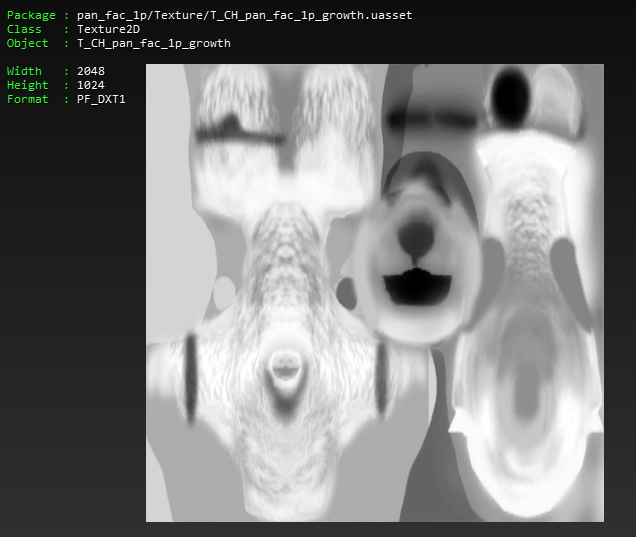 Package : pan_fac_1p/Texture/T_CH_pan_fac_1p_growth.uasset
Class : Texture2D
Object : T_CH_pan_fac_1p_growth
Width : 2048
Height : 1024
Format : PF_DXT1